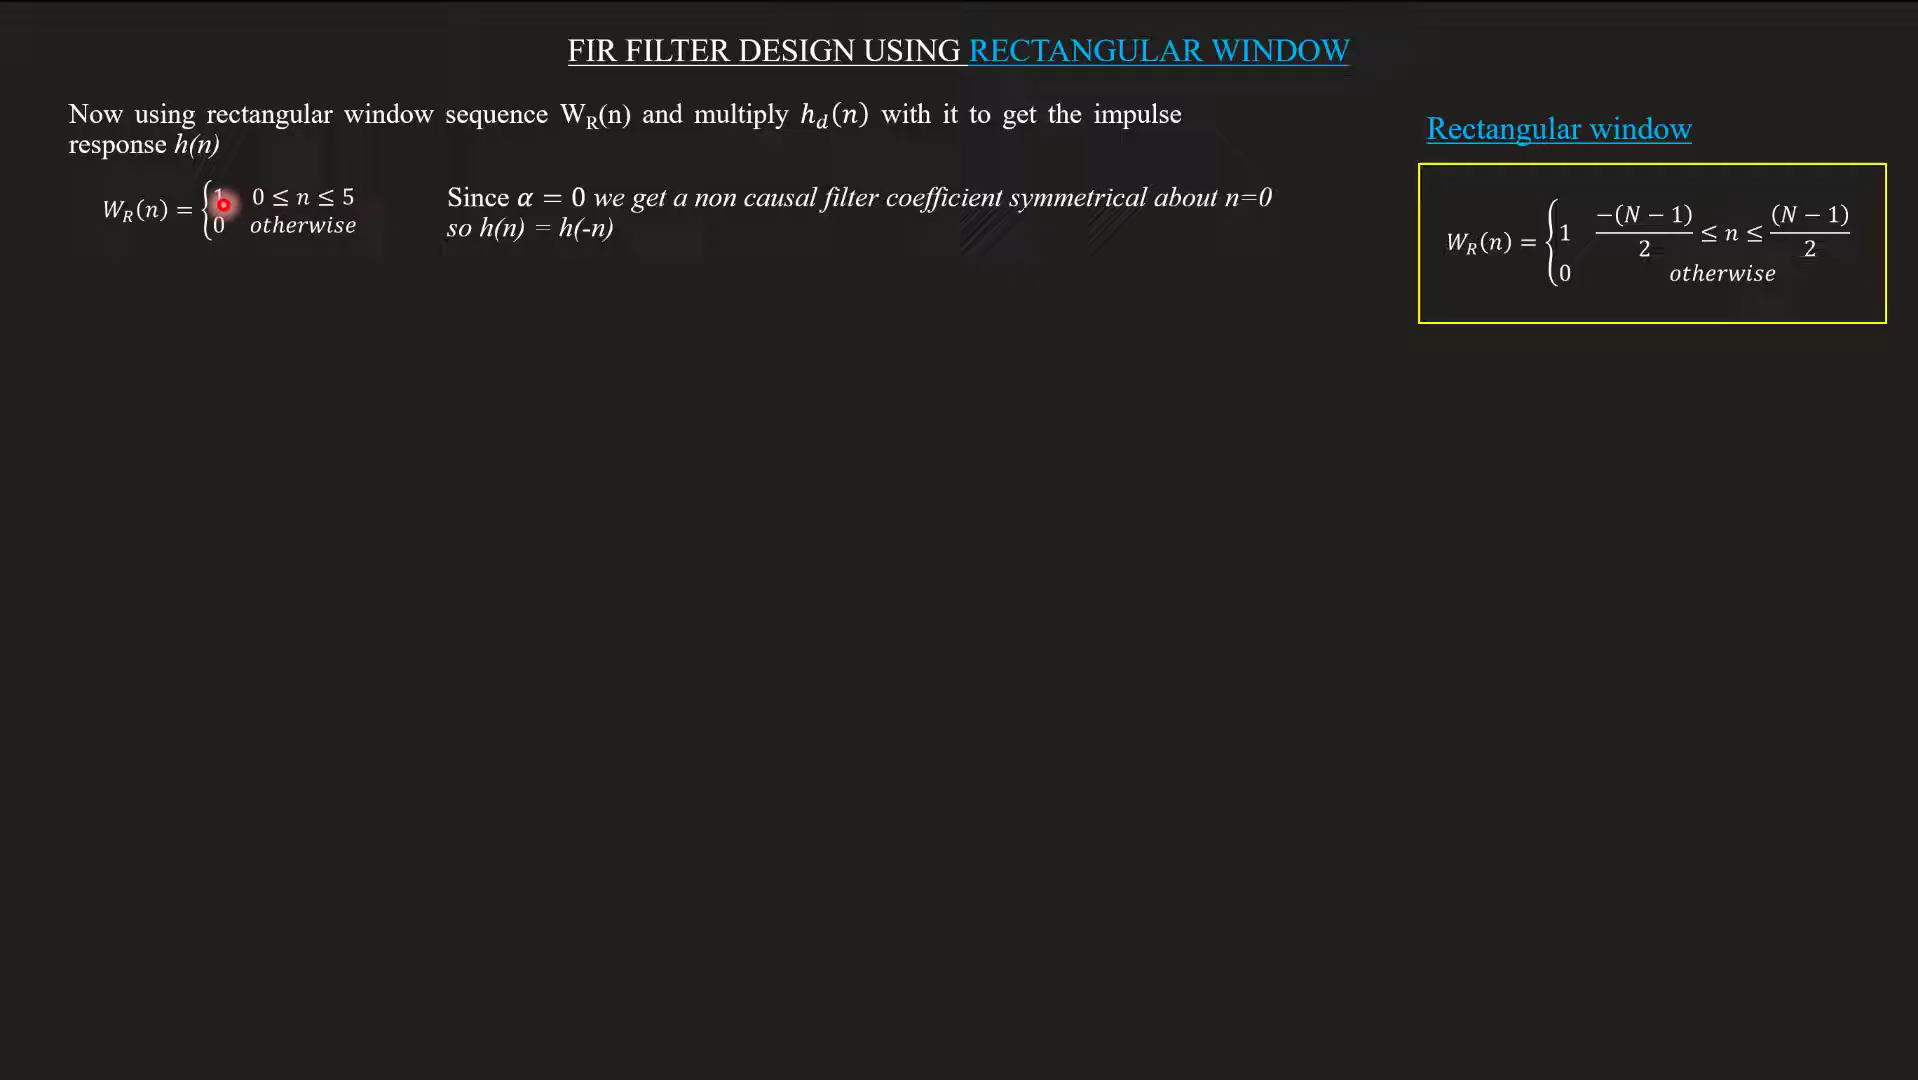 FIR FILTER DESIGN USING RECTANGULAR WINDOW
Now using rectangular window sequence W_R(n) and multiply h_d(n) with it to get the impulse
response h(n)
W_R(n) = { 1 0 ≤ n ≤ 5
0 otherwise
Since α = 0 we get a non causal filter coefficient symmetrical about n=0
so h(n) = h(-n)
Rectangular window
W_R(n) = { 1 −(N − 1)/2 ≤ n ≤ (N − 1)/2
0 otherwise